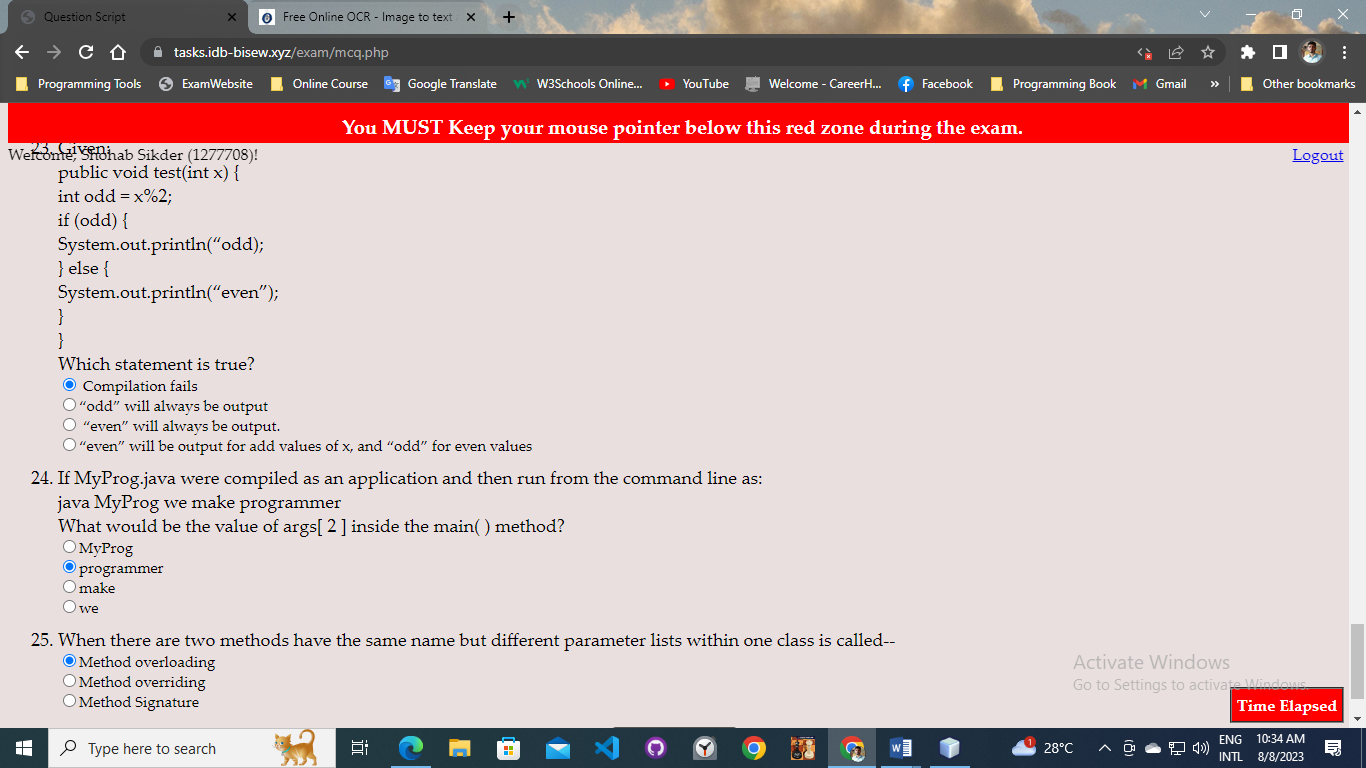 Question Script
Free Online OCR - Image to text
tasks.idb-bisew.xyz/exam/mcq.php
Programming Tools
ExamWebsite
Online Course
Google Translate
W3Schools Online...
YouTube
Welcome - CareerH...
Facebook
Programming Book
Gmail
»
Other bookmarks
You MUST Keep your mouse pointer below this red zone during the exam.
23. Given:
Welcome, Shohab Sikder (1277708)!
Logout
public void test(int x) {
int odd = x%2;
if (odd) {
System.out.println(“odd);
} else {
System.out.println(“even”);
}
}
Which statement is true?
Compilation fails
“odd” will always be output
“even” will always be output.
“even” will be output for add values of x, and “odd” for even values
24. If MyProg.java were compiled as an application and then run from the command line as:
java MyProg we make programmer
What would be the value of args[ 2 ] inside the main( ) method?
MyProg
programmer
make
we
25. When there are two methods have the same name but different parameter lists within one class is called--
Method overloading
Method overriding
Method Signature
Activate Windows
Go to Settings to activate Windows.
Time Elapsed
Type here to search
1
28°C
ENG
INTL
10:34 AM
8/8/2023